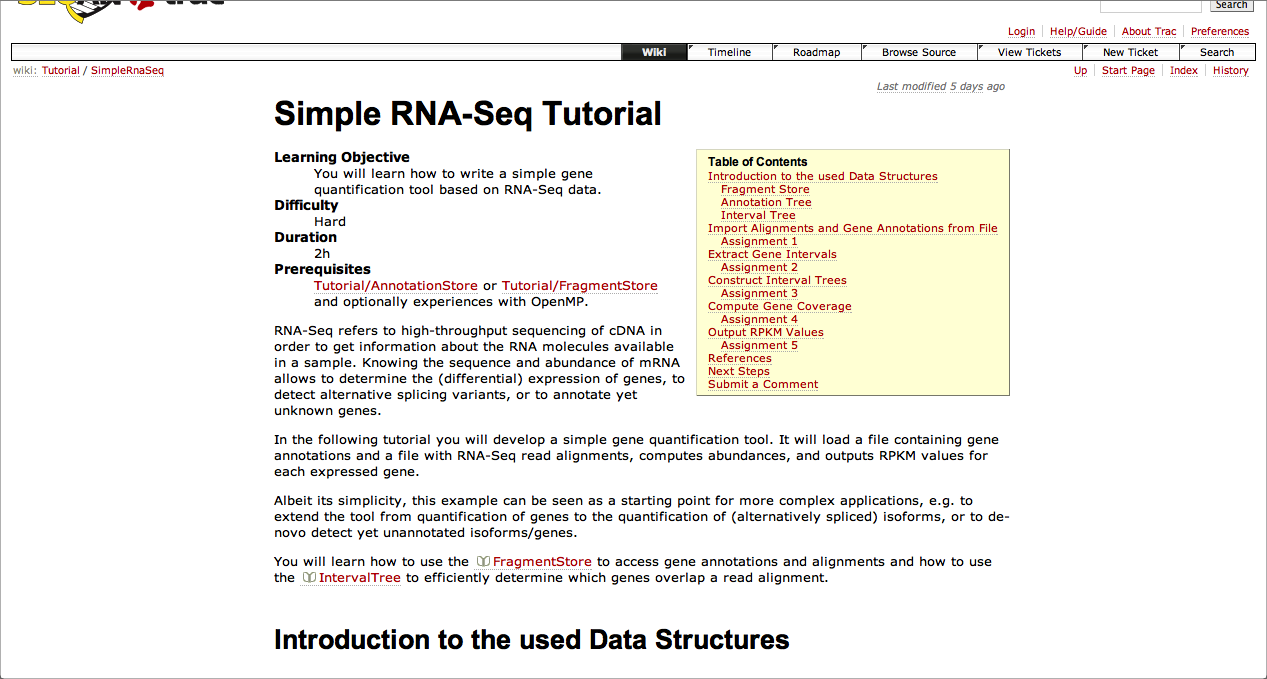 Search
Login Help/Guide About Trac Preferences
Wiki Timeline Roadmap Browse Source View Tickets New Ticket Search
wiki: Tutorial / SimpleRnaSeq
Up Start Page Index History
Last modified 5 days ago
Simple RNA-Seq Tutorial
Learning Objective
You will learn how to write a simple gene
quantification tool based on RNA-Seq data.
Difficulty
Hard
Duration
2h
Prerequisites
Tutorial/AnnotationStore or Tutorial/FragmentStore
and optionally experiences with OpenMP.
Table of Contents
Introduction to the used Data Structures
Fragment Store
Annotation Tree
Interval Tree
Import Alignments and Gene Annotations from File
Assignment 1
Extract Gene Intervals
Assignment 2
Construct Interval Trees
Assignment 3
Compute Gene Coverage
Assignment 4
Output RPKM Values
Assignment 5
References
Next Steps
Submit a Comment
RNA-Seq refers to high-throughput sequencing of cDNA in
order to get information about the RNA molecules available
in a sample. Knowing the sequence and abundance of mRNA
allows to determine the (differential) expression of genes, to
detect alternative splicing variants, or to annotate yet
unknown genes.
In the following tutorial you will develop a simple gene quantification tool. It will load a file containing gene
annotations and a file with RNA-Seq read alignments, computes abundances, and outputs RPKM values for
each expressed gene.
Albeit its simplicity, this example can be seen as a starting point for more complex applications, e.g. to
extend the tool from quantification of genes to the quantification of (alternatively spliced) isoforms, or to de-
novo detect yet unannotated isoforms/genes.
You will learn how to use the FragmentStore to access gene annotations and alignments and how to use
the IntervalTree to efficiently determine which genes overlap a read alignment.
Introduction to the used Data Structures